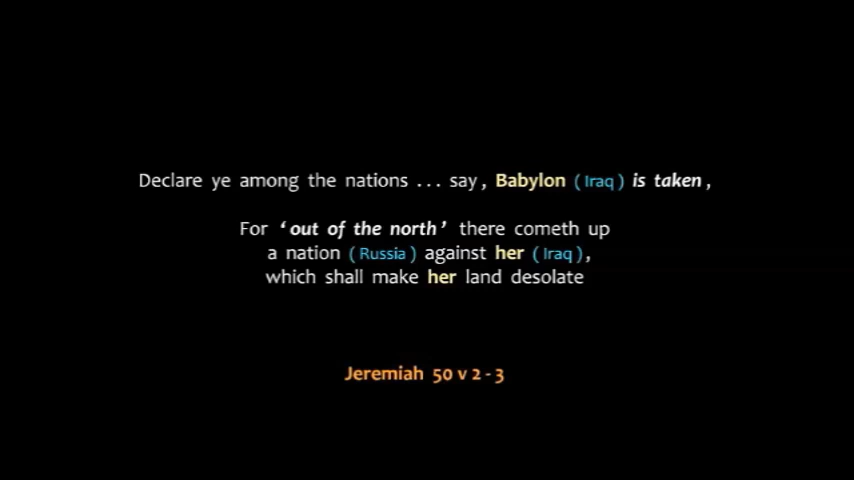 Declare ye among the nations ... say, Babylon (Iraq) is taken,
For 'out of the north' there cometh up
a nation (Russia) against her (Iraq),
which shall make her land desolate
Jeremiah 50 v 2-3